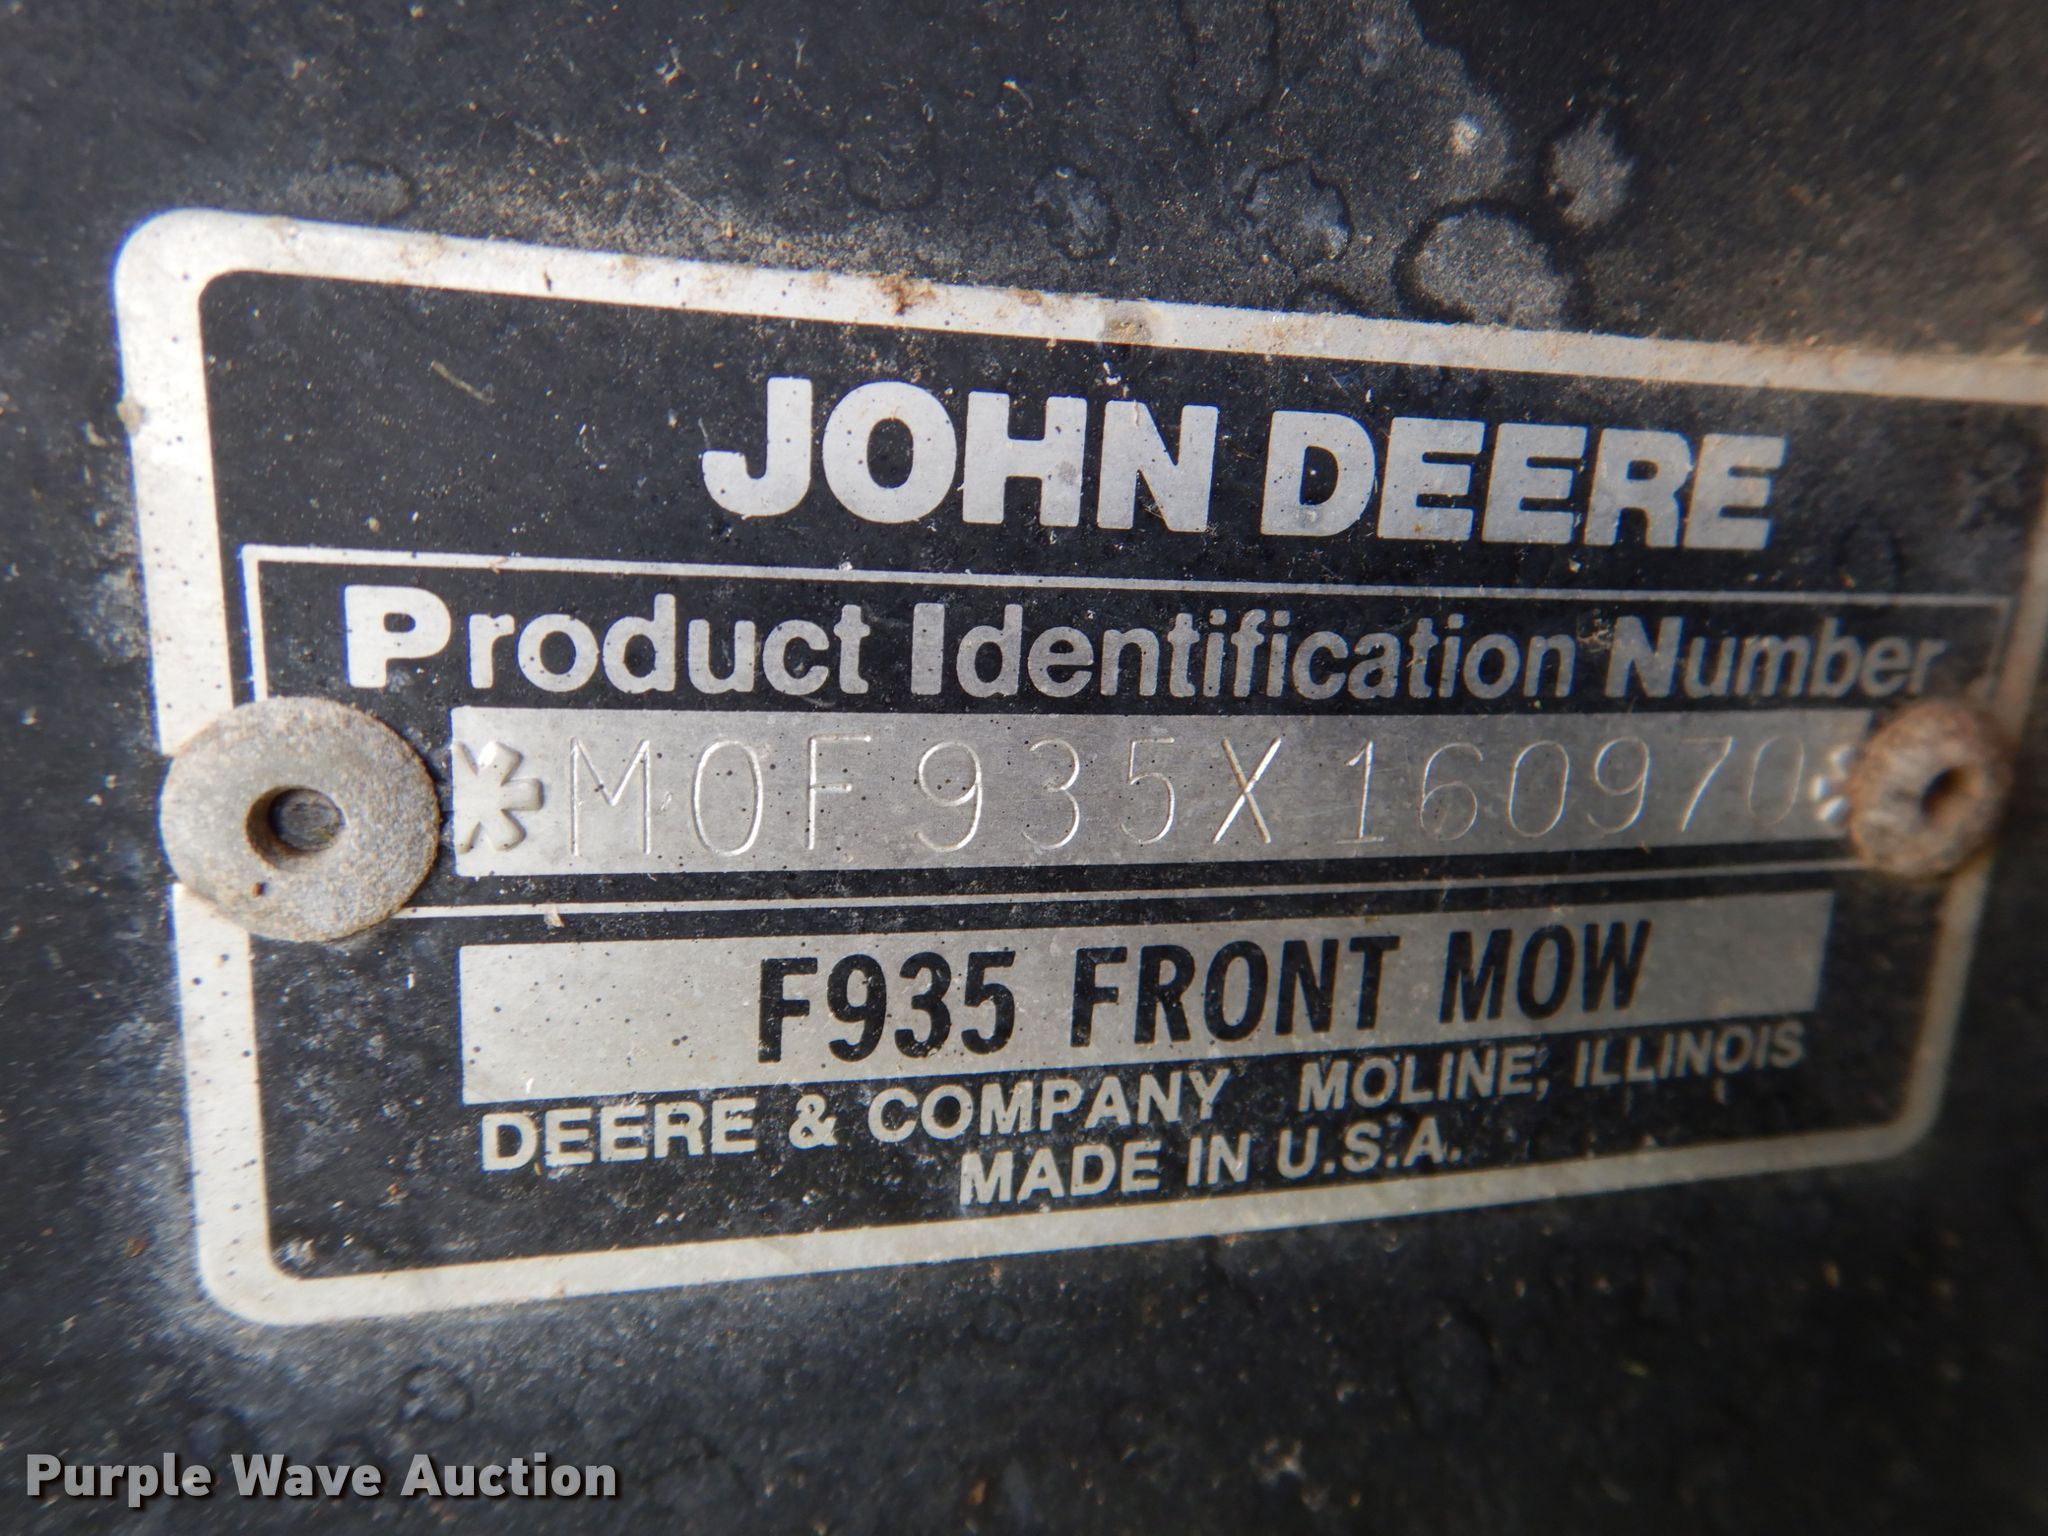 JOHN DEERE
Product Identification Number
*M0F935X160970*
F935 FRONT MOW
DEERE & COMPANY MOLINE, ILLINOIS
MADE IN U.S.A.
Purple Wave Auction